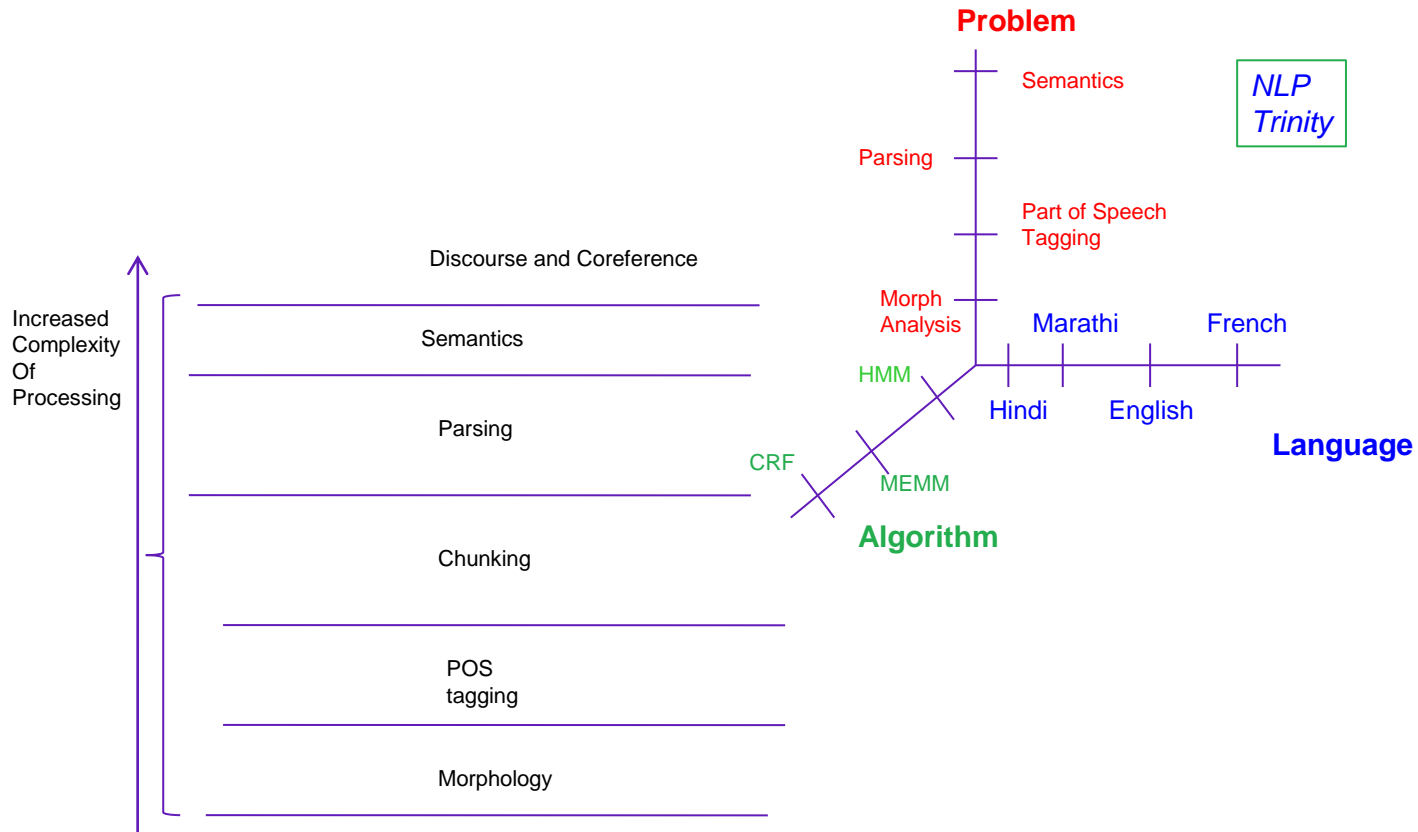 Problem
Semantics
NLP
Trinity
Parsing
Part of Speech
Tagging
Discourse and Coreference
Morph
Analysis
Marathi
French
Increased
Complexity
Of
Processing
Semantics
HMM
Hindi
English
Parsing
Language
CRF
MEMM
Algorithm
Chunking
POS
tagging
Morphology